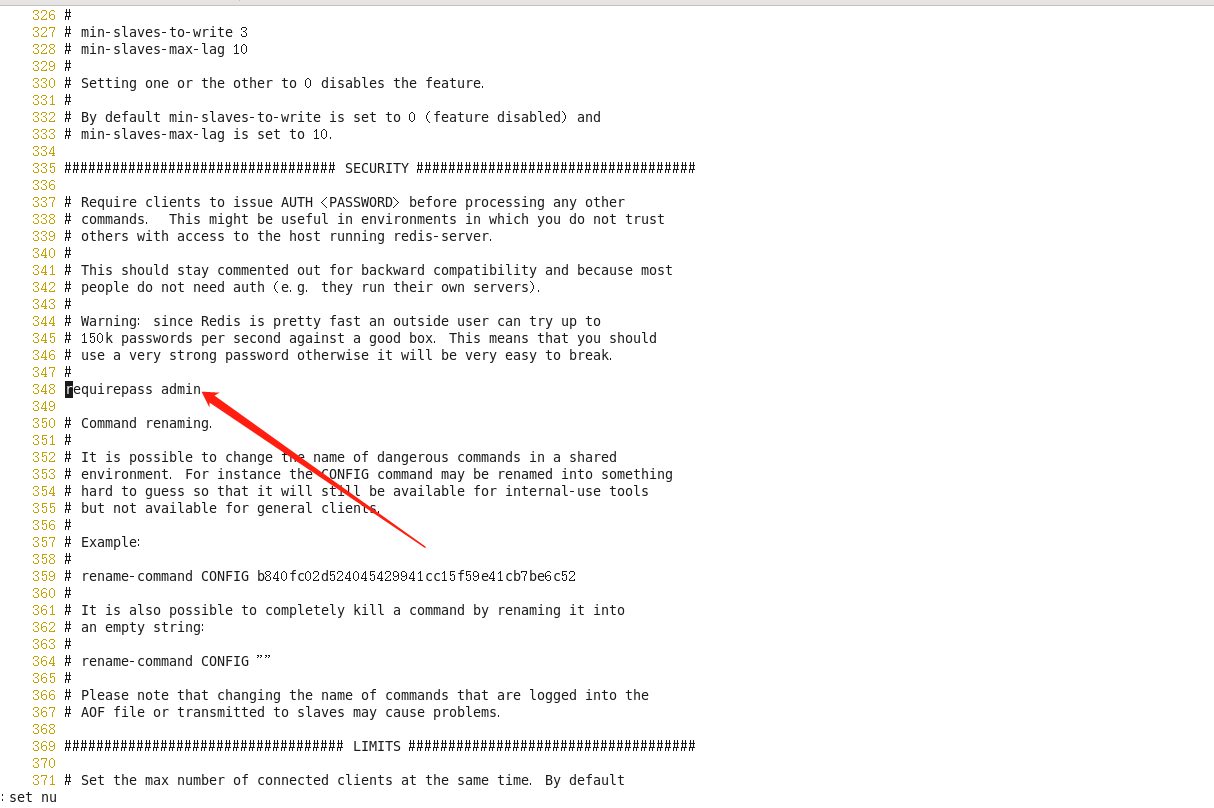 326 #
327 # min-slaves-to-write 3
328 # min-slaves-max-lag 10
329 #
330 # Setting one or the other to 0 disables the feature.
331 #
332 # By default min-slaves-to-write is set to 0 (feature disabled) and
333 # min-slaves-max-lag is set to 10.
334
335 ################################## SECURITY ###################################
336
337 # Require clients to issue AUTH <PASSWORD> before processing any other
338 # commands.  This might be useful in environments in which you do not trust
339 # others with access to the host running redis-server.
340 #
341 # This should stay commented out for backward compatibility and because most
342 # people do not need auth (e.g. they run their own servers).
343 #
344 # Warning: since Redis is pretty fast an outside user can try up to
345 # 150k passwords per second against a good box. This means that you should
346 # use a very strong password otherwise it will be very easy to break.
347 #
348 requirepass admin
349
350 # Command renaming.
351 #
352 # It is possible to change the name of dangerous commands in a shared
353 # environment. For instance the CONFIG command may be renamed into something
354 # hard to guess so that it will still be available for internal-use tools
355 # but not available for general clients.
356 #
357 # Example:
358 #
359 # rename-command CONFIG b840fc02d524045429941cc15f59e41cb7be6c52
360 #
361 # It is also possible to completely kill a command by renaming it into
362 # an empty string:
363 #
364 # rename-command CONFIG ""
365 #
366 # Please note that changing the name of commands that are logged into the
367 # AOF file or transmitted to slaves may cause problems.
368
369 ################################### LIMITS ####################################
370
371 # Set the max number of connected clients at the same time. By default
:set nu